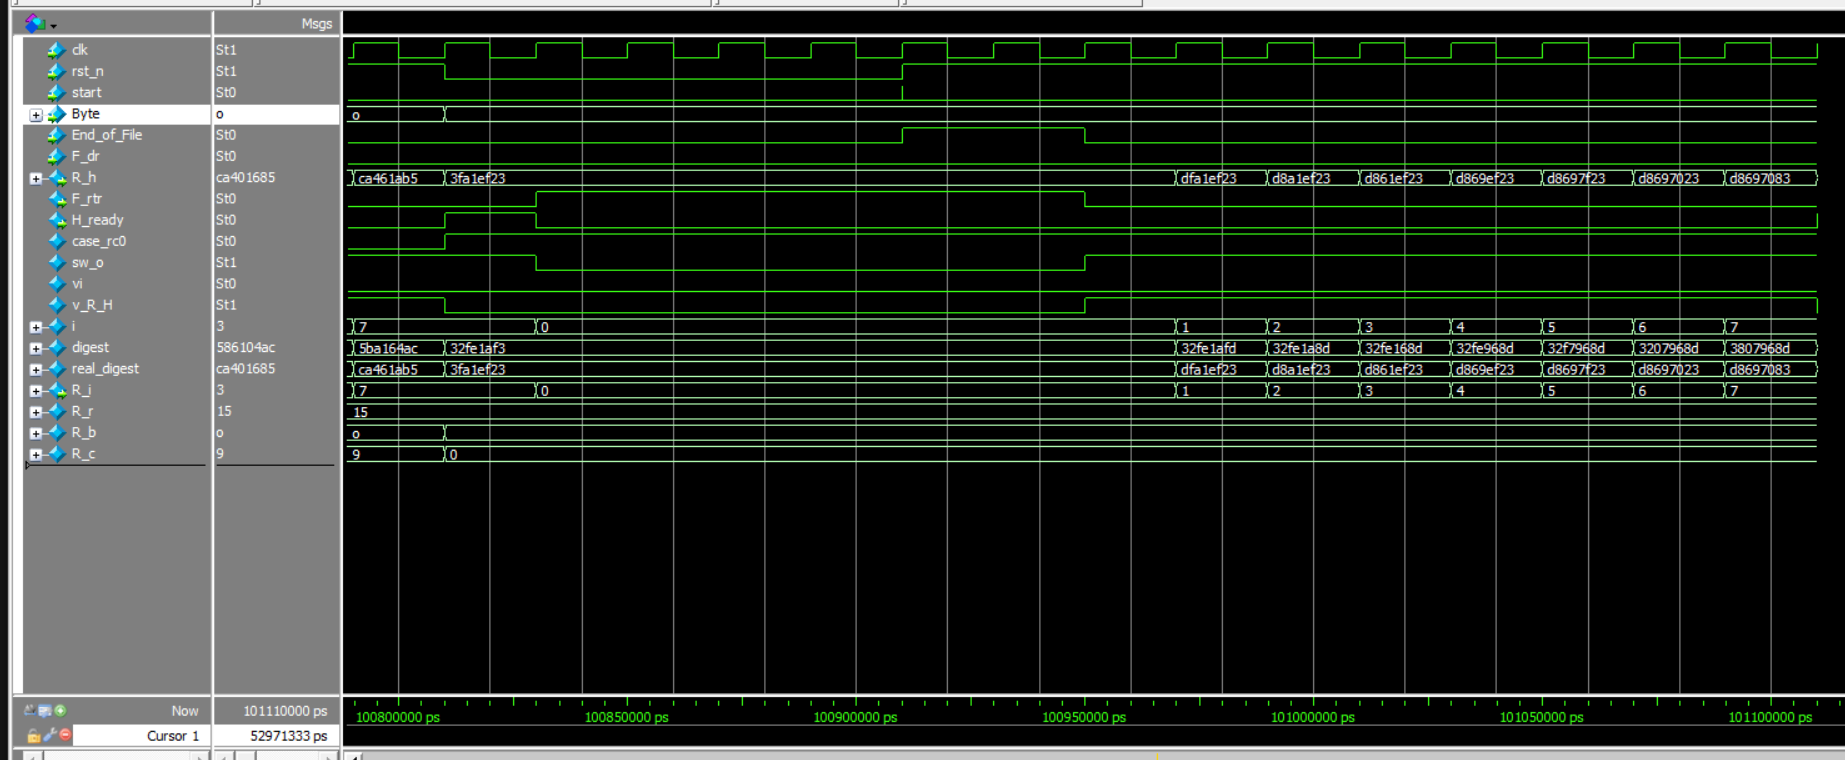 Msgs
clk St1
rst_n St1
start St0
Byte o o
End_of_File St0
F_dr St0
R_h ca401685 ca461ab5 3fa1ef23 dfa1ef23 d8a1ef23 d861ef23 d869ef23 d8697f23 d8697023 d8697083
F_rtr St0
H_ready St0
case_rc0 St0
sw_o St1
vi St0
v_R_H St1
i 3 7 0 1 2 3 4 5 6 7
digest 586104ac 5ba164ac 32fe1af3 32fe1afd 32fe1a8d 32fe168d 32fe968d 32f7968d 3207968d 3807968d
real_digest ca401685 ca461ab5 3fa1ef23 dfa1ef23 d8a1ef23 d861ef23 d869ef23 d8697f23 d8697023 d8697083
R_i 3 7 0 1 2 3 4 5 6 7
R_r 15 15
R_b o o
R_c 9 9 0
Now 101110000 ps 100800000 ps 100850000 ps 100900000 ps 100950000 ps 101000000 ps 101050000 ps 101100000 ps
Cursor 1 52971333 ps